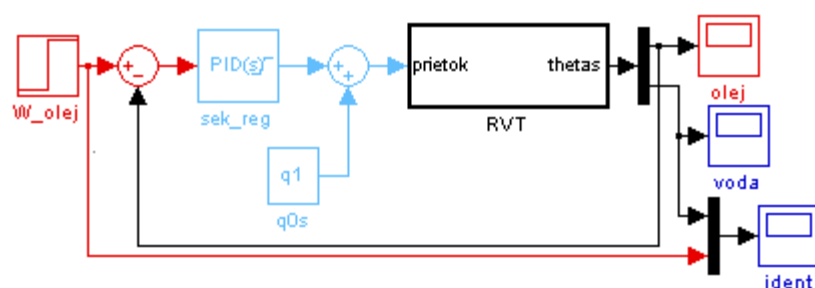 PID(s)
prietok thetas
W_olej
sek_reg
RVT
olej
q1
q0s
voda
ident